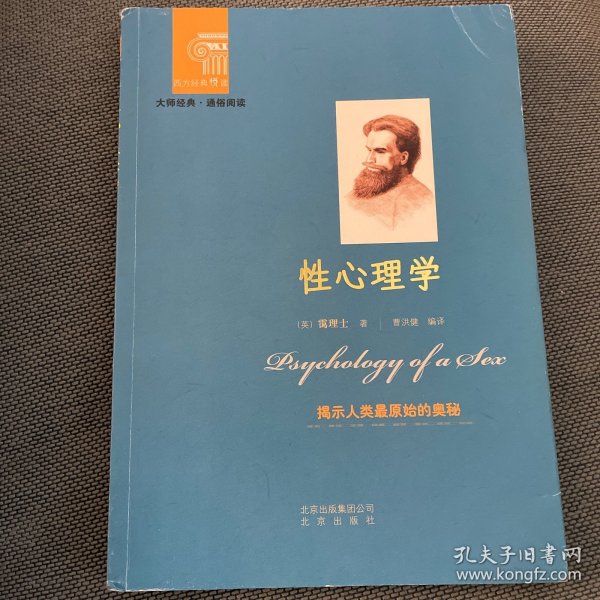 西方经典悦读
大师经典·通俗阅读
性心理学
(英) 霭理士 著 曹洪健 编译
Psychology of a Sex
揭示人类最原始的奥秘
北京出版集团公司
北京出版社
孔夫子旧书网
www.kongfz.com